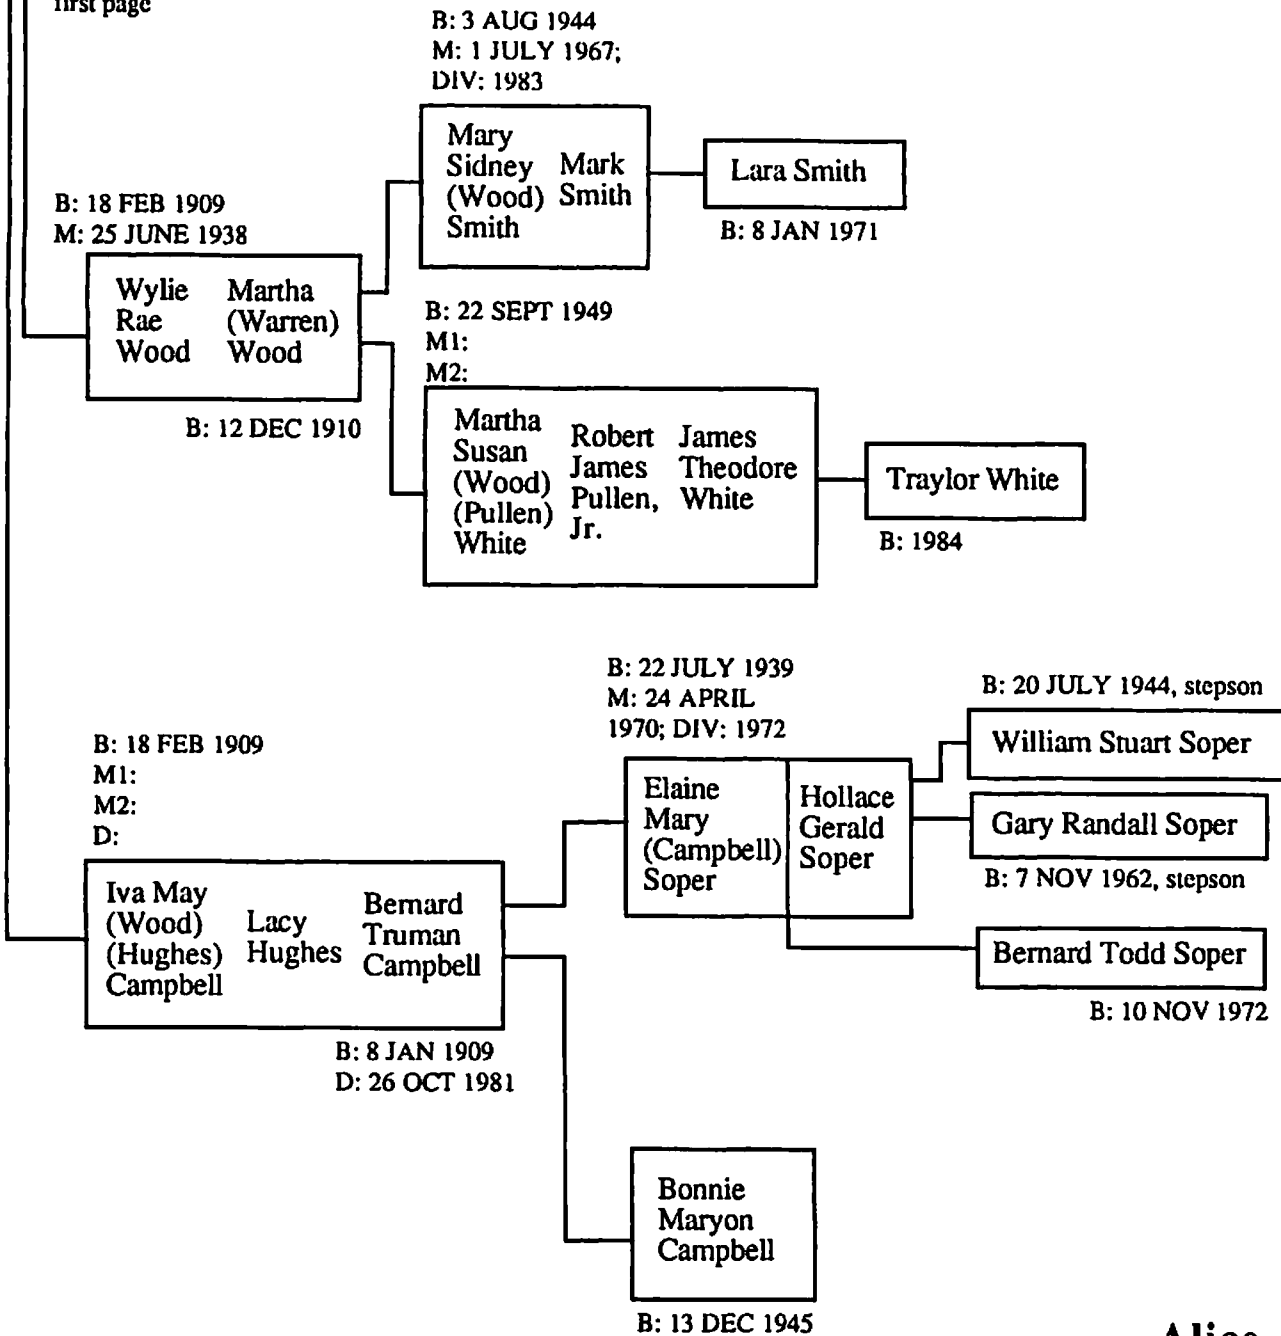 first page
B: 3 AUG 1944
M: 1 JULY 1967;
DIV: 1983
Mary
Sidney
(Wood)
Smith
Mark
Smith
Lara Smith
B: 8 JAN 1971
B: 18 FEB 1909
M: 25 JUNE 1938
Wylie
Rae
Wood
Martha
(Warren)
Wood
B: 12 DEC 1910
B: 22 SEPT 1949
M1:
M2:
Martha
Susan
(Wood)
(Pullen)
White
Robert
James
Pullen,
Jr.
James
Theodore
White
Traylor White
B: 1984
B: 18 FEB 1909
M1:
M2:
D:
Iva May
(Wood)
(Hughes)
Campbell
Lacy
Hughes
Bernard
Truman
Campbell
B: 8 JAN 1909
D: 26 OCT 1981
B: 22 JULY 1939
M: 24 APRIL
1970; DIV: 1972
Elaine
Mary
(Campbell)
Soper
Hollace
Gerald
Soper
B: 20 JULY 1944, stepson
William Stuart Soper
Gary Randall Soper
B: 7 NOV 1962, stepson
Bernard Todd Soper
B: 10 NOV 1972
Bonnie
Maryon
Campbell
B: 13 DEC 1945